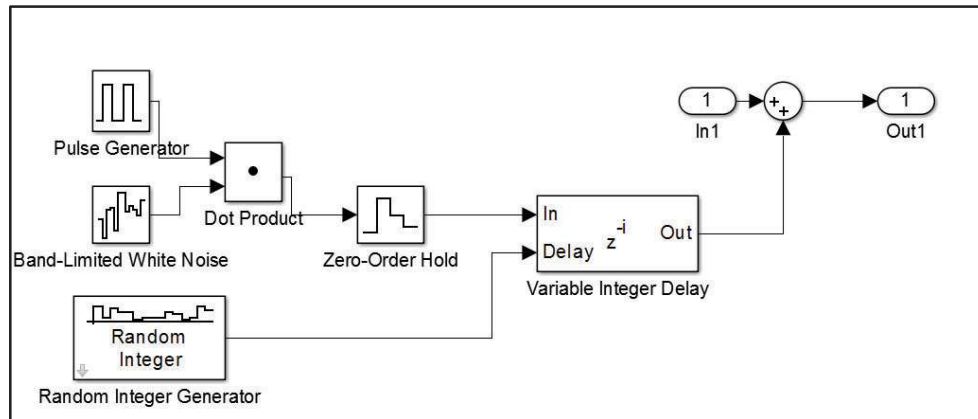 Pulse Generator
Band-Limited White Noise
Dot Product
Zero-Order Hold
Random
Integer
Random Integer Generator
In
Delay
z-i
Out
Variable Integer Delay
1
In1
+
+
1
Out1